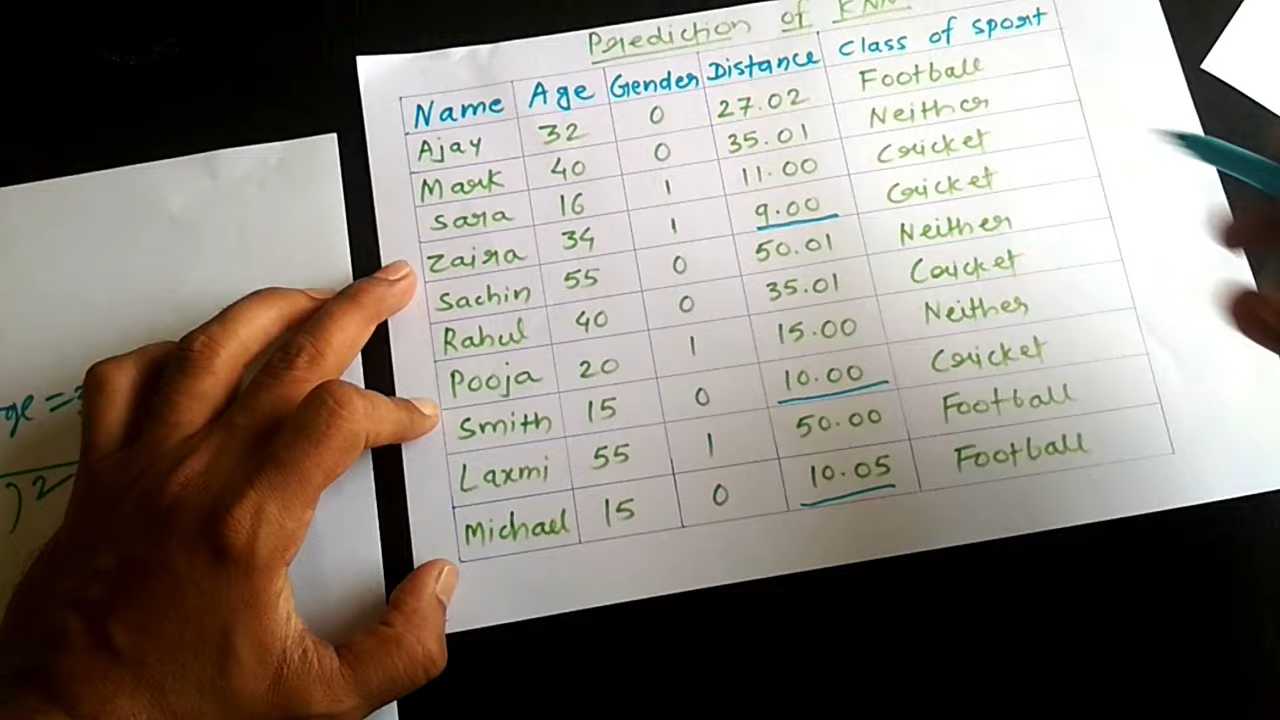 Prediction of KNN
Name Age Gender Distance Class of sport
Ajay 32 0 27.02 Football
Mark 40 0 35.01 Neither
Sara 16 1 11.00 Cricket
Zaira 34 1 9.00 Cricket
Sachin 55 0 50.01 Neither
Rahul 40 0 35.01 Cricket
Pooja 20 1 15.00 Neither
Smith 15 0 10.00 Cricket
Laxmi 55 1 50.00 Football
Michael 15 0 10.05 Football
ge =
)2